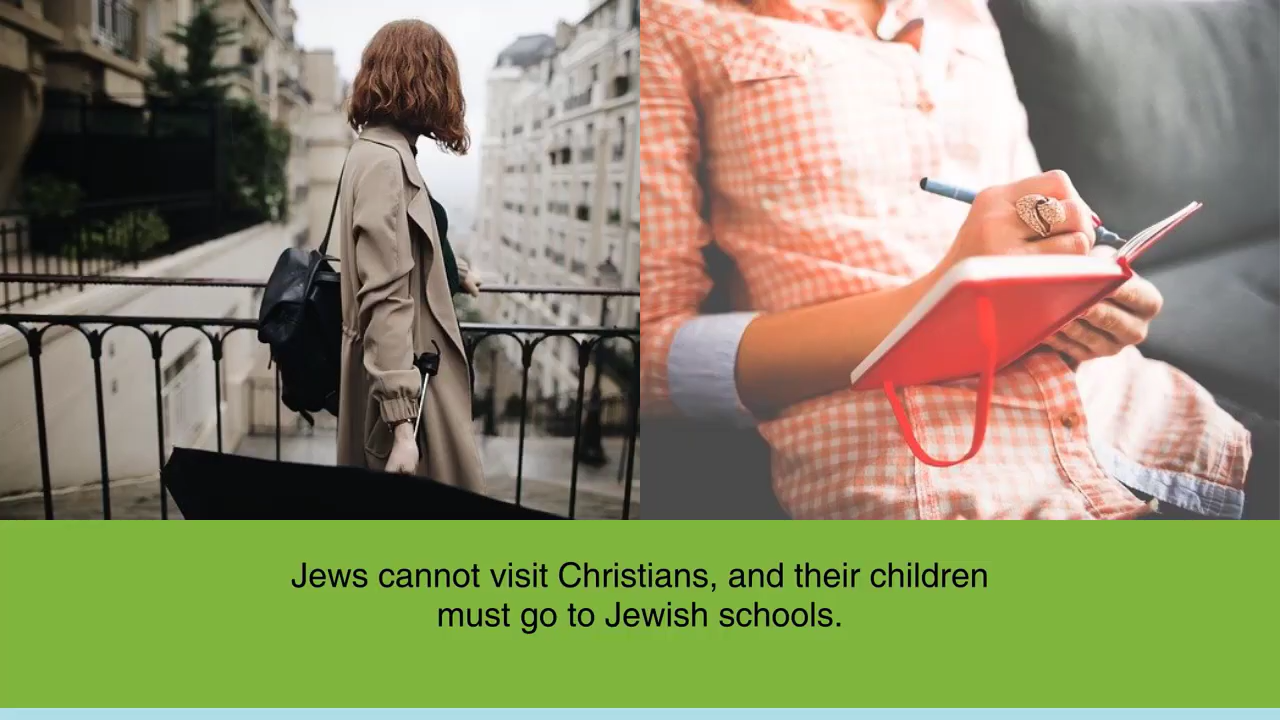 Jews cannot visit Christians, and their children
must go to Jewish schools.